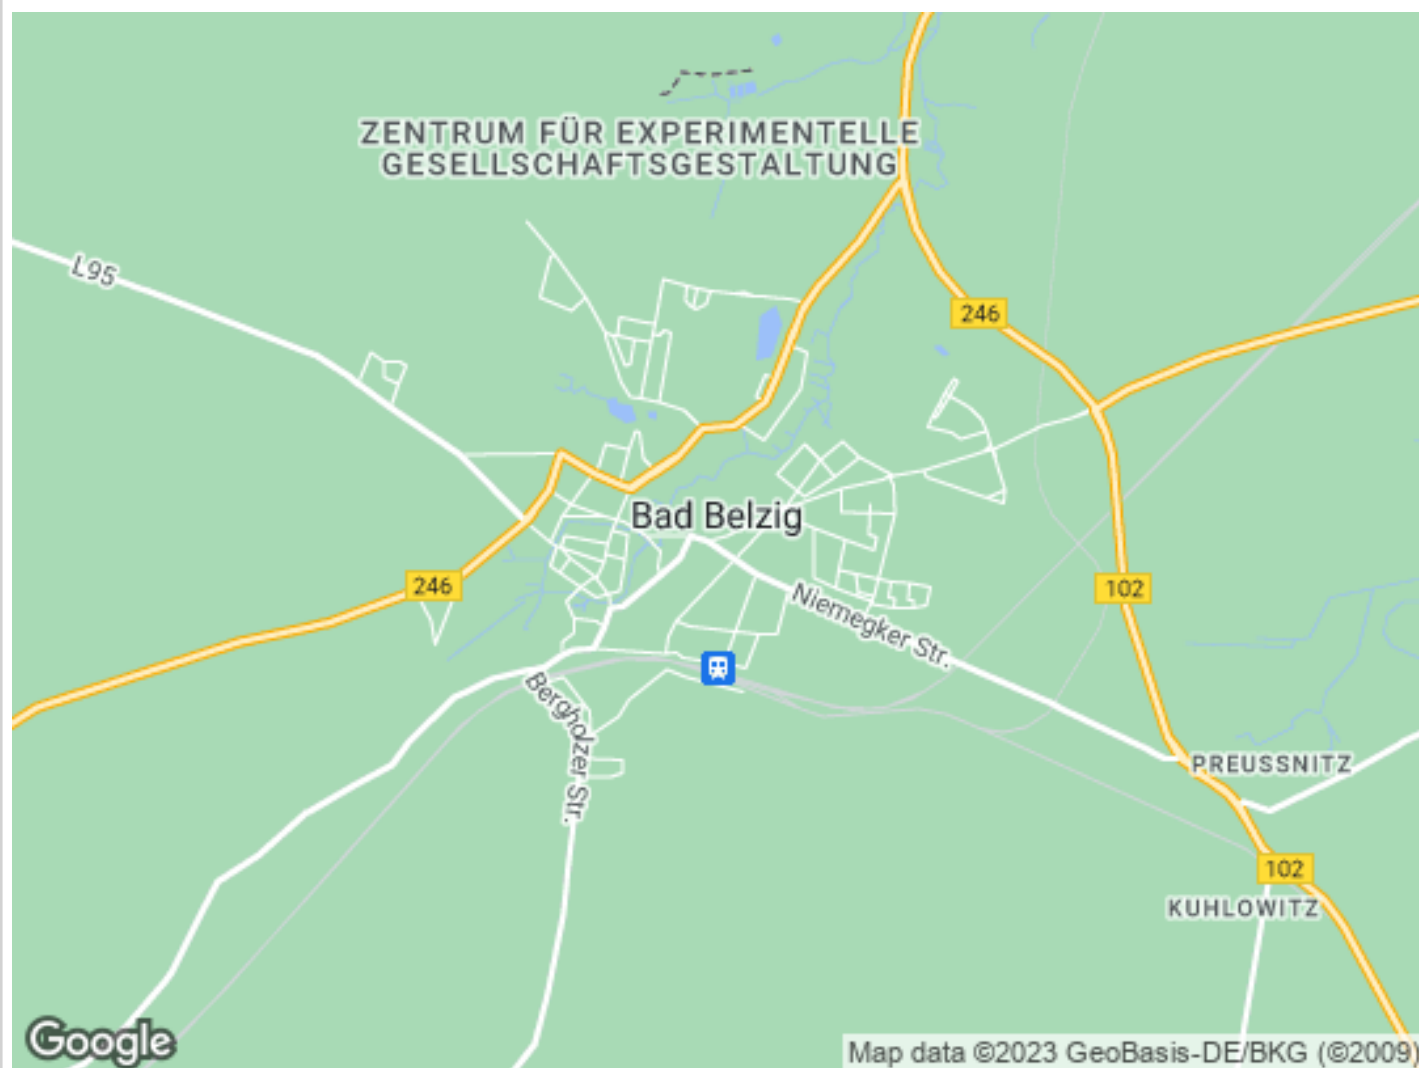 ZENTRUM FÜR EXPERIMENTELLE
GESELLSCHAFTSGESTALTUNG
L95
246
Bad Belzig
246
102
Niemegker Str.
Bergholzer Str.
PREUSSNITZ
102
KUHLOWITZ
Google
Map data ©2023 GeoBasis-DE/BKG (©2009)